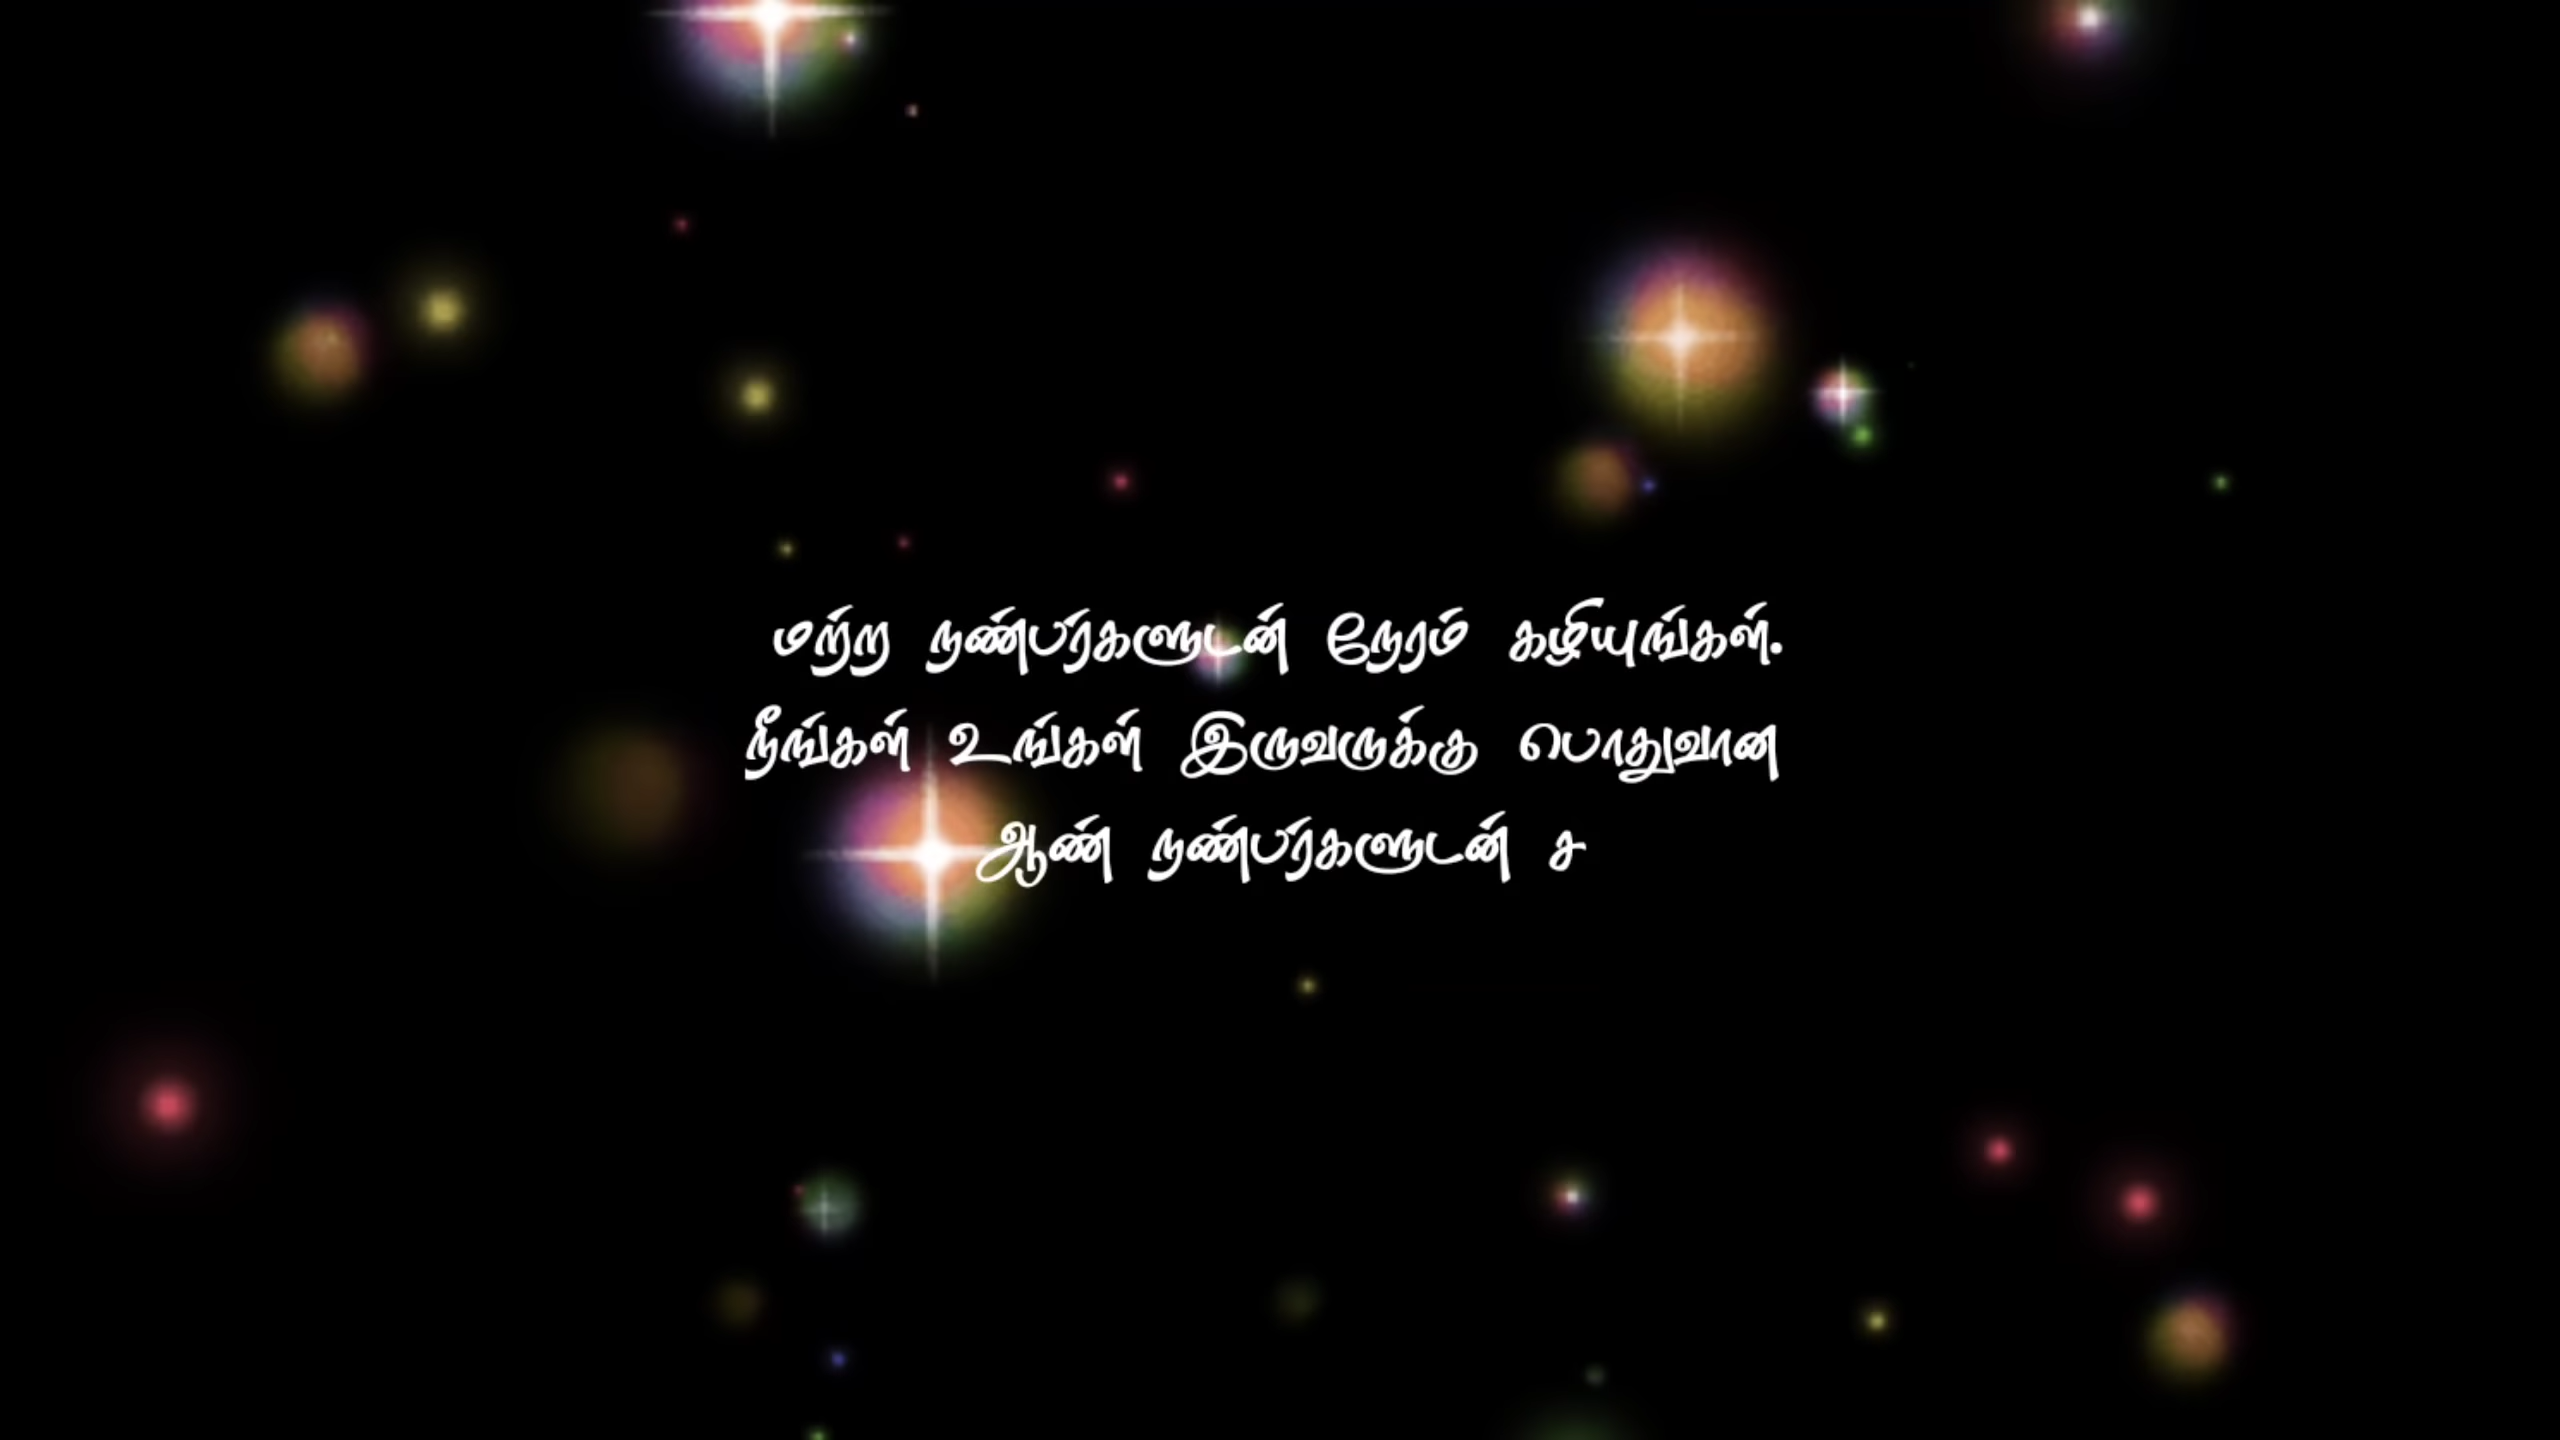 மற்ற நண்பர்களுடன் நேரம் கழியுங்கள்.
நீங்கள் உங்கள் இருவருக்கு பொதுவான
ஆண் நண்பர்களுடன் ச